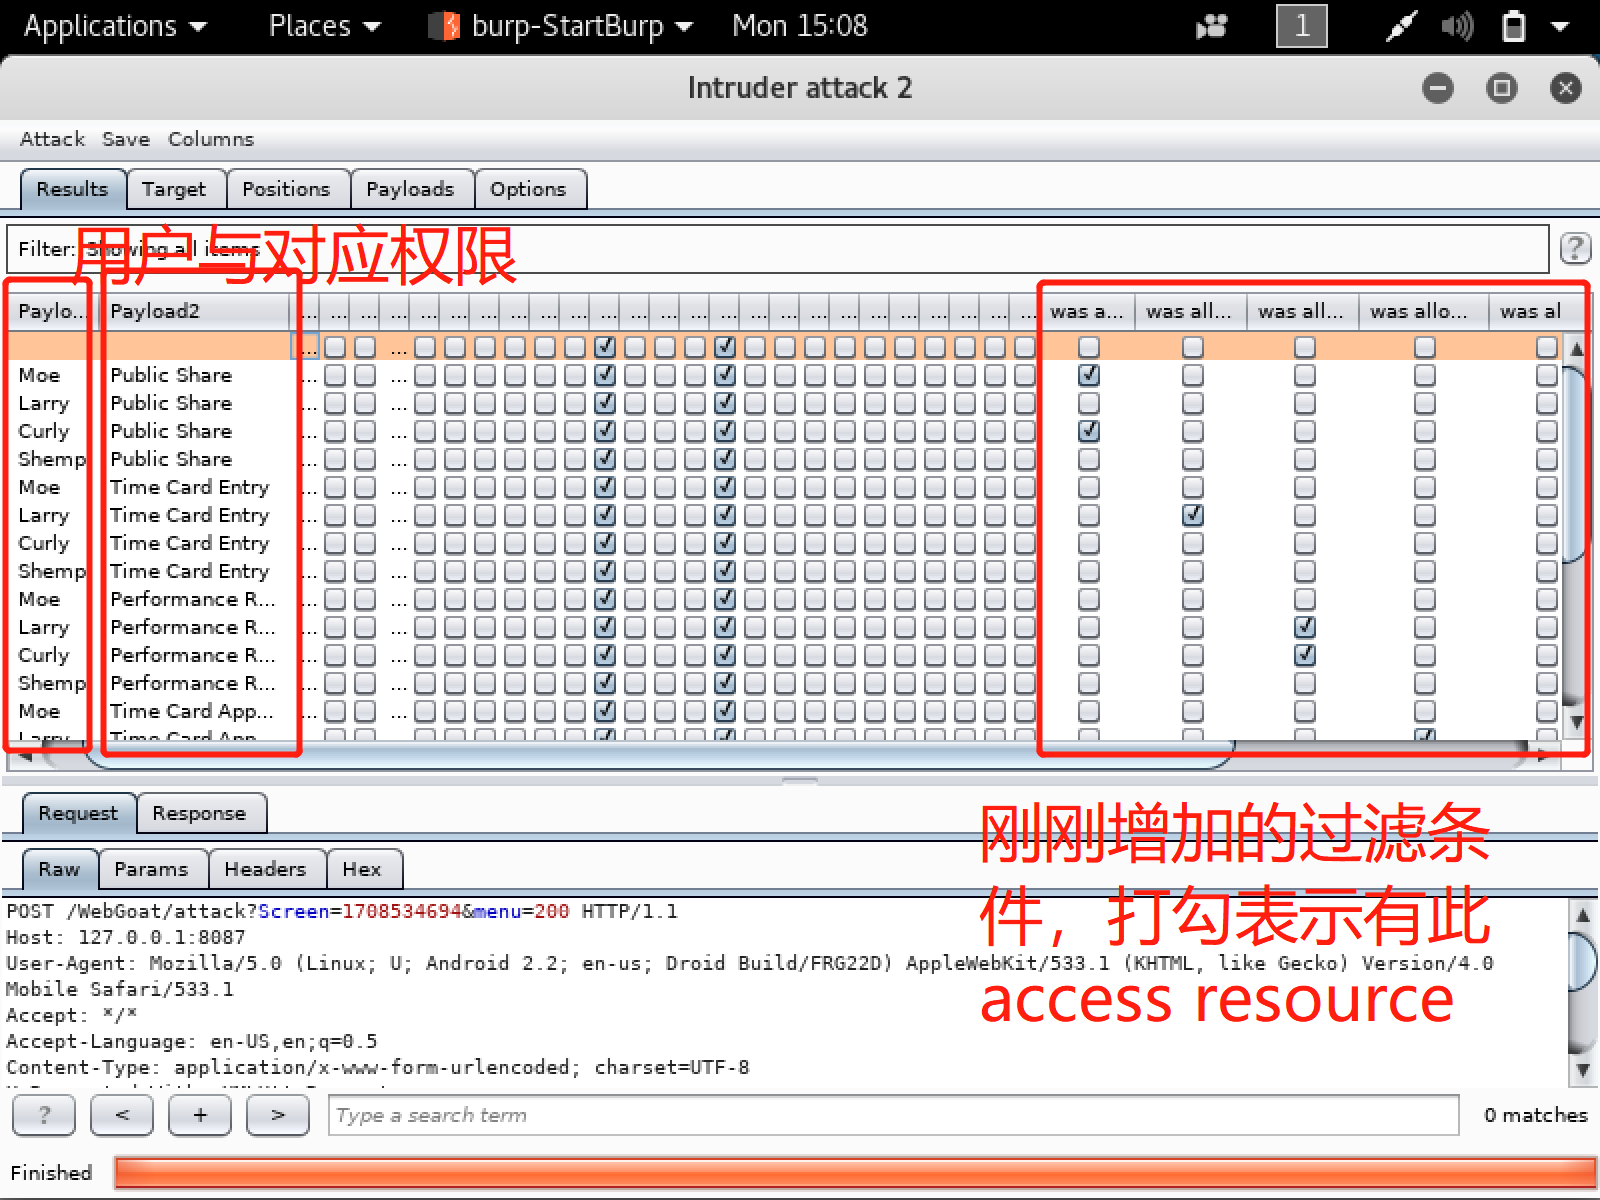 Applications Places burp-StartBurp Mon 15:08 1
Intruder attack 2
Attack Save Columns
Results Target Positions Payloads Options
Filter: Showing all items ?
用户与对应权限
Paylo... Payload2 ... ... ... ... ... ... ... ... ... ... ... ... ... ... ... ... ... ... ... ... ... ... ... ... ... was a... was all... was all... was allo... was al
... ...
Moe Public Share ... ...
Larry Public Share ... ...
Curly Public Share ... ...
Shemp Public Share ... ...
Moe Time Card Entry ... ...
Larry Time Card Entry ... ...
Curly Time Card Entry ... ...
Shemp Time Card Entry ... ...
Moe Performance R... ... ...
Larry Performance R... ... ...
Curly Performance R... ... ...
Shemp Performance R... ... ...
Moe Time Card App... ... ...
Larry Time Card App
Request Response
刚刚增加的过滤条
件，打勾表示有此
access resource
Raw Params Headers Hex
POST /WebGoat/attack?Screen=1708534694&menu=200 HTTP/1.1
Host: 127.0.0.1:8087
User-Agent: Mozilla/5.0 (Linux; U; Android 2.2; en-us; Droid Build/FRG22D) AppleWebKit/533.1 (KHTML, like Gecko) Version/4.0
Mobile Safari/533.1
Accept: */*
Accept-Language: en-US,en;q=0.5
Content-Type: application/x-www-form-urlencoded; charset=UTF-8
? < + > Type a search term 0 matches
Finished